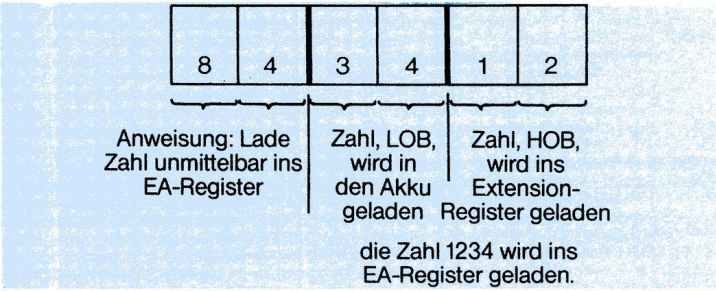 8 4 3 4 1 2
Anweisung: Lade
Zahl unmittelbar ins
EA-Register
Zahl, LOB,
wird in
den Akku
geladen
Zahl, HOB,
wird ins
Extension-
Register geladen
die Zahl 1234 wird ins
EA-Register geladen.